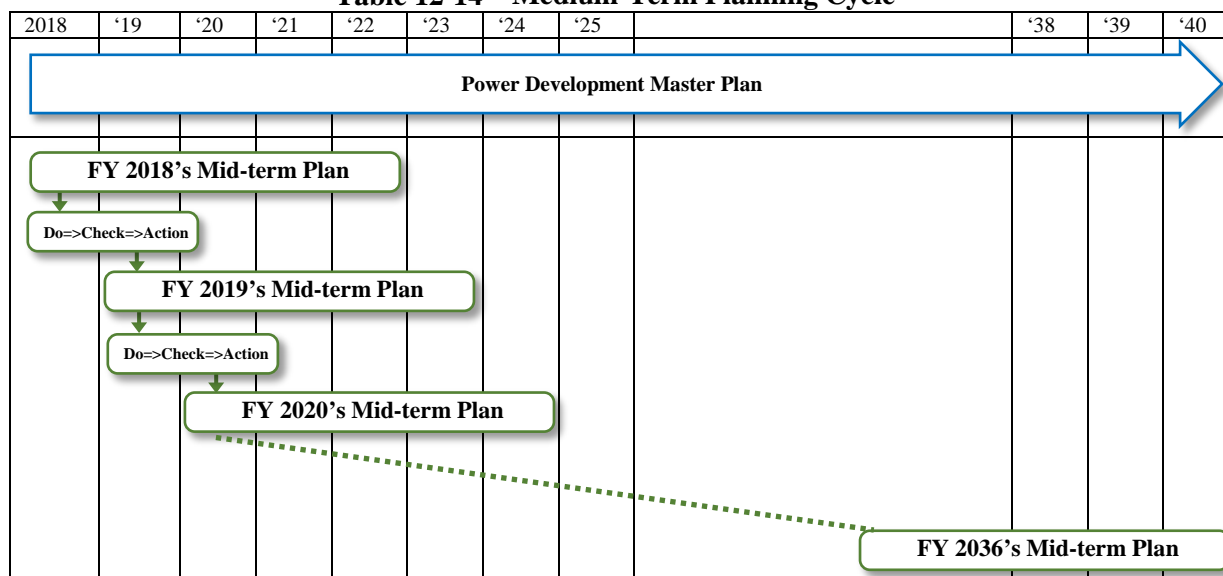 Table 12-14 Medium-Term Planning Cycle
2018 ‘19 ‘20 ‘21 ‘22 ‘23 ‘24 ‘25 ‘38 ‘39 ‘40
Power Development Master Plan
FY 2018’s Mid-term Plan
Do=>Check=>Action
FY 2019’s Mid-term Plan
Do=>Check=>Action
FY 2020’s Mid-term Plan
FY 2036’s Mid-term Plan